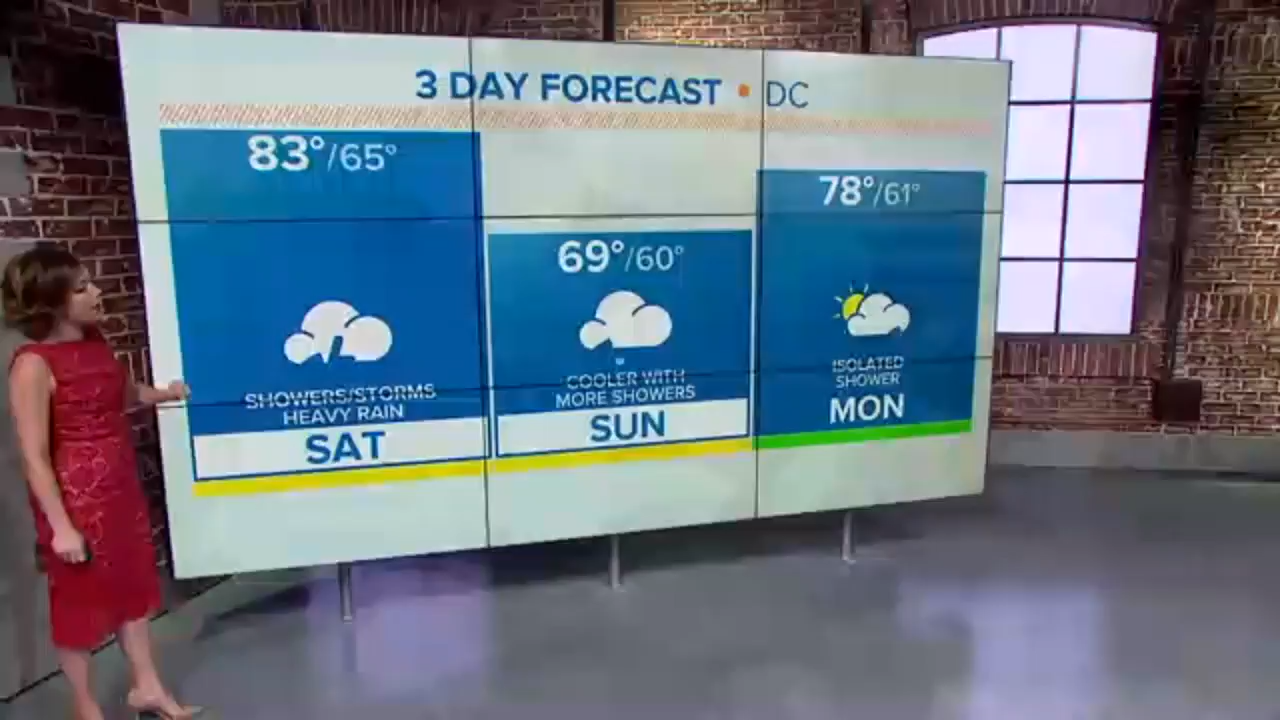 3 DAY FORECAST • DC
83°/65°
SHOWERS/STORMS
HEAVY RAIN
SAT
69°/60°
COOLER WITH
MORE SHOWERS
SUN
78°/61°
ISOLATED
SHOWER
MON